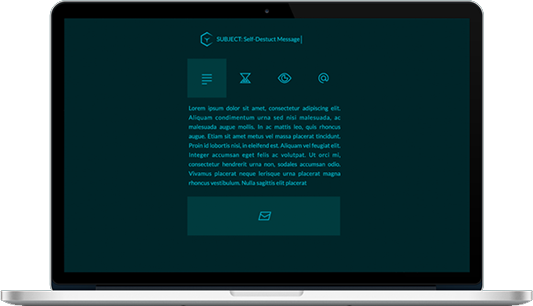 SUBJECT: Self-Destuct Message
Lorem ipsum dolor sit amet, consectetur adipiscing elit.
Aliquam condimentum urna sed nisi malesuada, ac
malesuada augue mollis. In ac mattis leo, quis rhoncus
augue. Etiam sit amet metus vel massa placerat tincidunt.
Proin id lobortis nisi, in eleifend est. Aliquam vel feugiat elit.
Integer accumsan eget felis ac volutpat. Ut orci mi,
consectetur hendrerit urna non, sodales accumsan odio.
Vivamus placerat neque lerisque urna placerat magna
rhoncus vestibulum. Nulla sagittis elit placerat